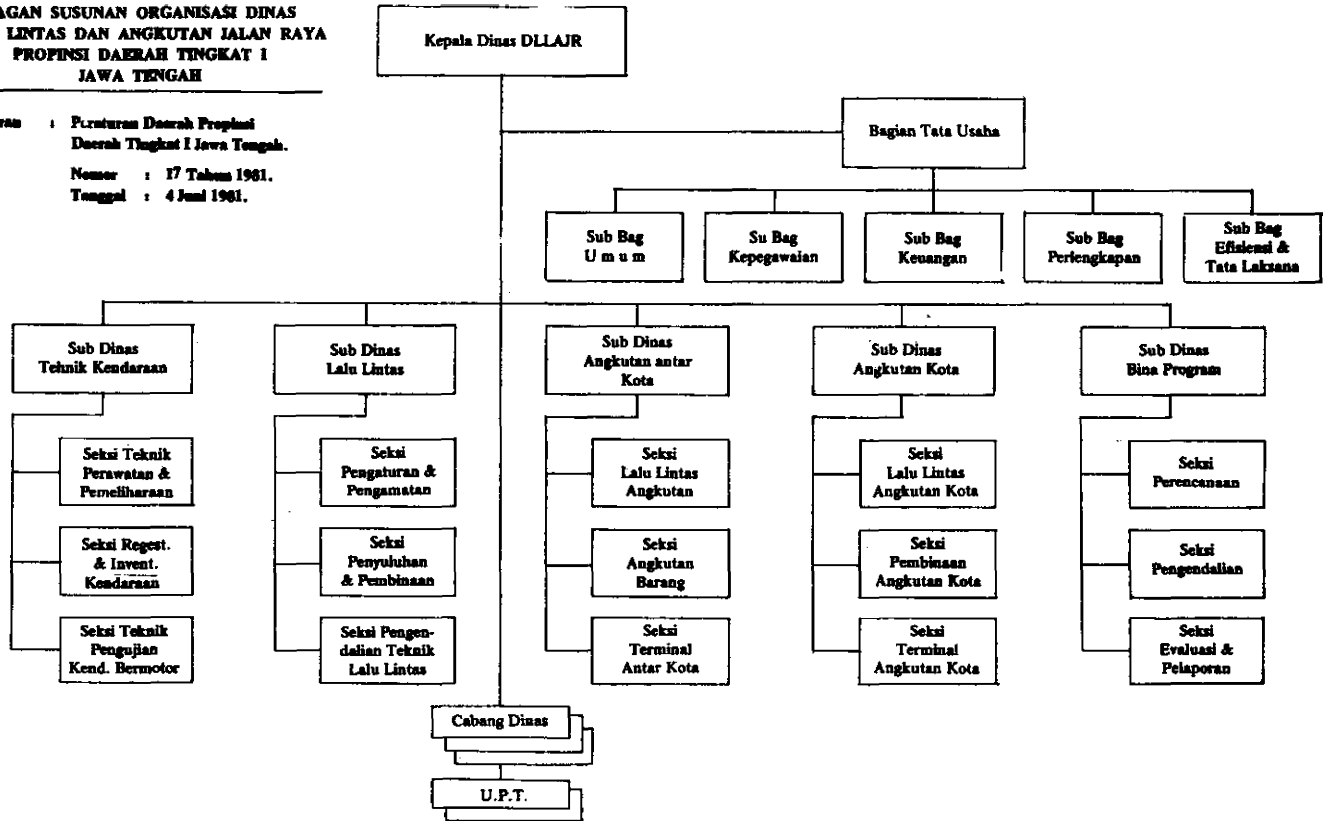 AGAN SUSUNAN ORGANISASI DINAS
LINTAS DAN ANGKUTAN JALAN RAYA
PROPINSI DAERAH TINGKAT I
JAWA TENGAH
ran : Peraturan Daerah Propinsi
Daerah Tingkat I Jawa Tengah.
Nomor : 17 Tahun 1981.
Tanggal : 4 Juni 1981.
Kepala Dinas DLLAJR
Bagian Tata Usaha
Sub Bag
U m u m
Su Bag
Kepegawaian
Sub Bag
Keuangan
Sub Bag
Perlengkapan
Sub Bag
Efisiensi &
Tata Laksana
Sub Dinas
Tehnik Kendaraan
Sub Dinas
Lalu Lintas
Sub Dinas
Angkutan antar
Kota
Sub Dinas
Angkutan Kota
Sub Dinas
Bina Program
Seksi Teknik
Perawatan &
Pemeliharaan
Seksi
Pengaturan &
Pengamatan
Seksi
Lalu Lintas
Angkutan
Seksi
Lalu Lintas
Angkutan Kota
Seksi
Perencanaan
Seksi Regest.
& Invent.
Kendaraan
Seksi
Penyuluhan
& Pembinaan
Seksi
Angkutan
Barang
Seksi
Pembinaan
Angkutan Kota
Seksi
Pengendalian
Seksi Teknik
Pengujian
Kend. Bermotor
Seksi Pengen-
dalian Teknik
Lalu Lintas
Seksi
Terminal
Antar Kota
Seksi
Terminal
Angkutan Kota
Seksi
Evaluasi &
Pelaporan
Cabang Dinas
U.P.T.